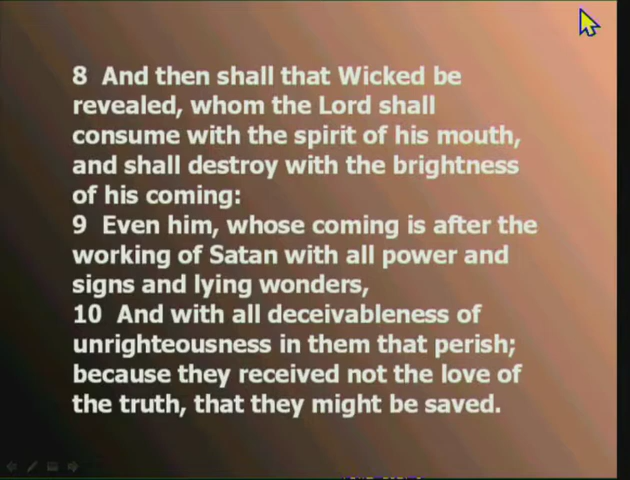 8 And then shall that Wicked be
revealed, whom the Lord shall
consume with the spirit of his mouth,
and shall destroy with the brightness
of his coming:
9 Even him, whose coming is after the
working of Satan with all power and
signs and lying wonders,
10 And with all deceivableness of
unrighteousness in them that perish;
because they received not the love of
the truth, that they might be saved.